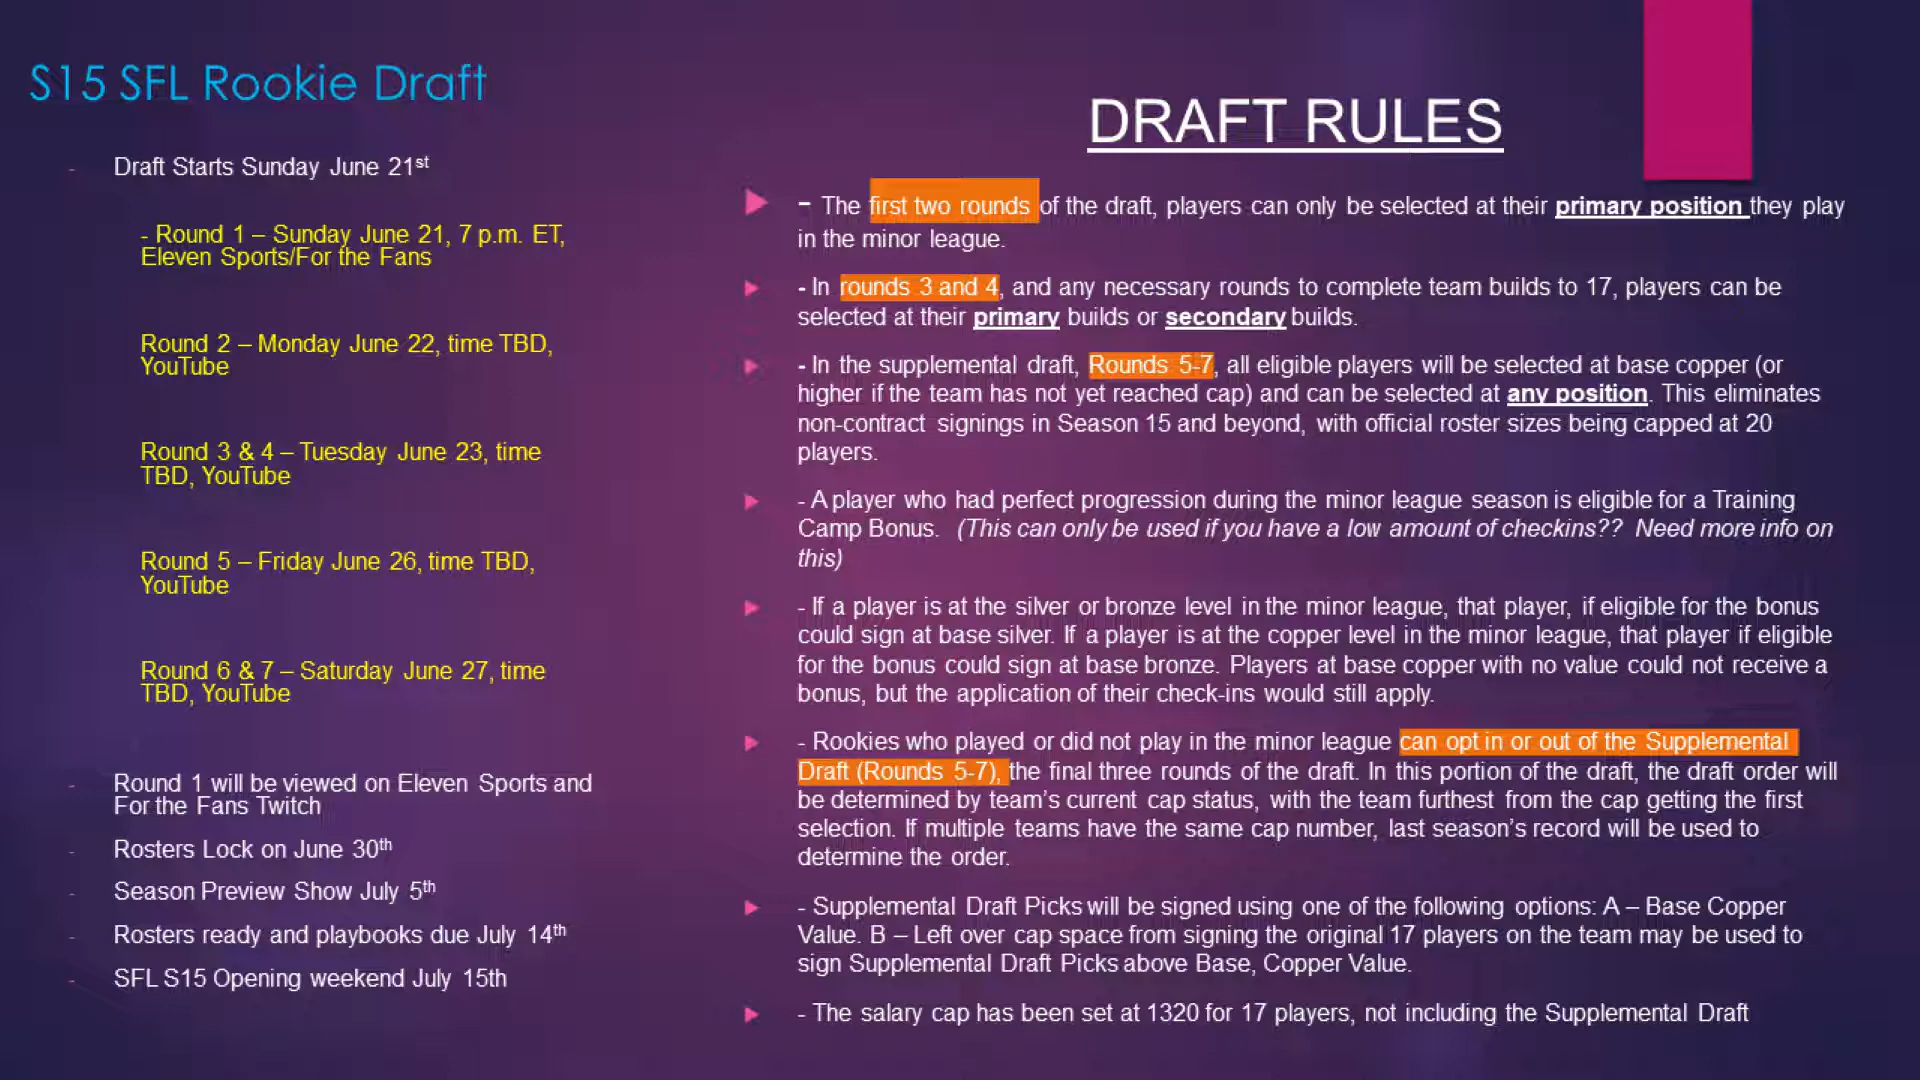 S15 SFL Rookie Draft
- Draft Starts Sunday June 21st
- Round 1 – Sunday June 21, 7 p.m. ET,
Eleven Sports/For the Fans
Round 2 – Monday June 22, time TBD,
YouTube
Round 3 & 4 – Tuesday June 23, time
TBD, YouTube
Round 5 – Friday June 26, time TBD,
YouTube
Round 6 & 7 – Saturday June 27, time
TBD, YouTube
- Round 1 will be viewed on Eleven Sports and
For the Fans Twitch
- Rosters Lock on June 30th
- Season Preview Show July 5th
- Rosters ready and playbooks due July 14th
- SFL S15 Opening weekend July 15th
DRAFT RULES
- The first two rounds of the draft, players can only be selected at their primary position they play
in the minor league.
- In rounds 3 and 4, and any necessary rounds to complete team builds to 17, players can be
selected at their primary builds or secondary builds.
- In the supplemental draft, Rounds 5-7, all eligible players will be selected at base copper (or
higher if the team has not yet reached cap) and can be selected at any position. This eliminates
non-contract signings in Season 15 and beyond, with official roster sizes being capped at 20
players.
- A player who had perfect progression during the minor league season is eligible for a Training
Camp Bonus. (This can only be used if you have a low amount of checkins?? Need more info on
this)
- If a player is at the silver or bronze level in the minor league, that player, if eligible for the bonus
could sign at base silver. If a player is at the copper level in the minor league, that player if eligible
for the bonus could sign at base bronze. Players at base copper with no value could not receive a
bonus, but the application of their check-ins would still apply.
- Rookies who played or did not play in the minor league can opt in or out of the Supplemental
Draft (Rounds 5-7), the final three rounds of the draft. In this portion of the draft, the draft order will
be determined by team's current cap status, with the team furthest from the cap getting the first
selection. If multiple teams have the same cap number, last season's record will be used to
determine the order.
- Supplemental Draft Picks will be signed using one of the following options: A – Base Copper
Value. B – Left over cap space from signing the original 17 players on the team may be used to
sign Supplemental Draft Picks above Base, Copper Value.
- The salary cap has been set at 1320 for 17 players, not including the Supplemental Draft